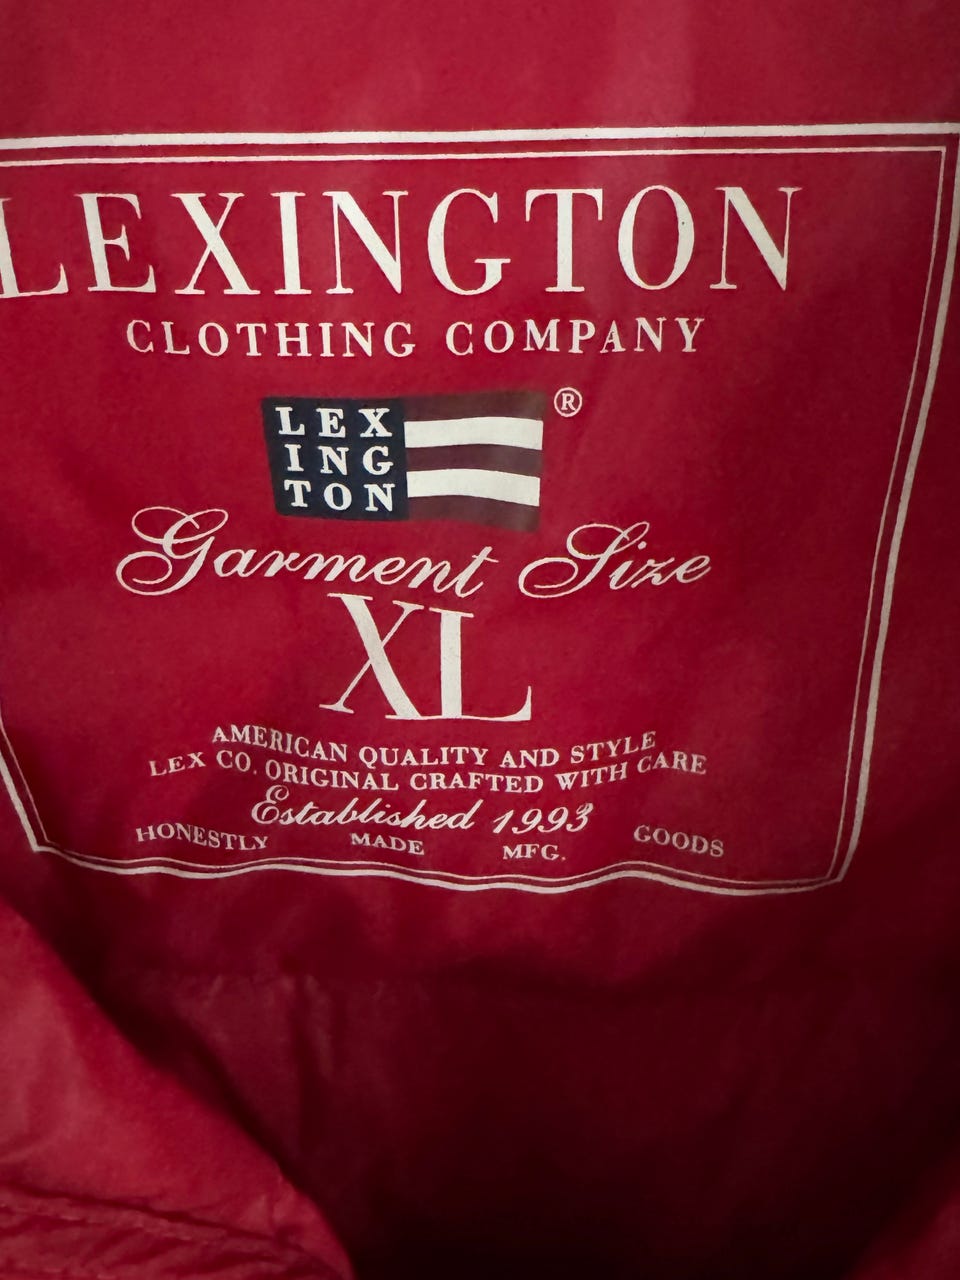 LEXINGTON
CLOTHING COMPANY
LEX
ING
TON
®
Garment Size
XL
AMERICAN QUALITY AND STYLE
LEX CO. ORIGINAL CRAFTED WITH CARE
Established 1993
HONESTLY MADE MFG. GOODS